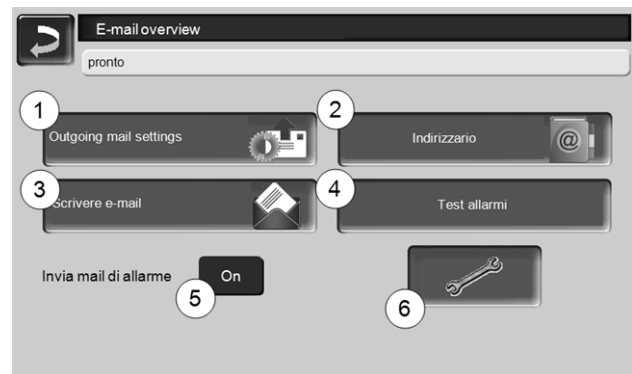 E-mail overview
pronto
1
2
Outgoing mail settings
Indirizzario
@
3
4
Scrivere e-mail
Test allarmi
Invia mail di allarme
On
5
6